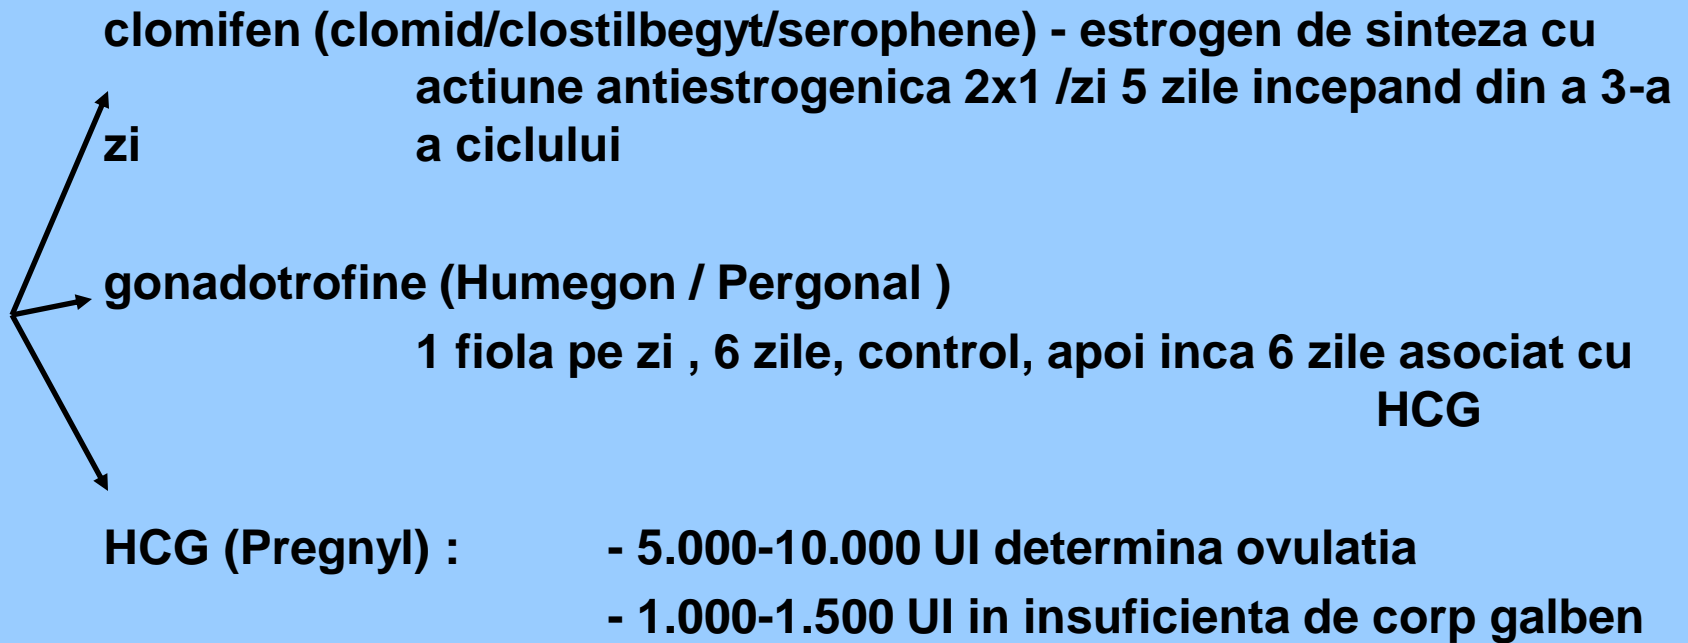 clomifen (clomid/clostilbegyt/serophene) - estrogen de sinteza cu
actiune antiestrogenica 2x1 /zi 5 zile incepand din a 3-a
zi a ciclului
gonadotrofine (Humegon / Pergonal )
1 fiola pe zi , 6 zile, control, apoi inca 6 zile asociat cu
HCG
HCG (Pregnyl) : - 5.000-10.000 UI determina ovulatia
- 1.000-1.500 UI in insuficienta de corp galben